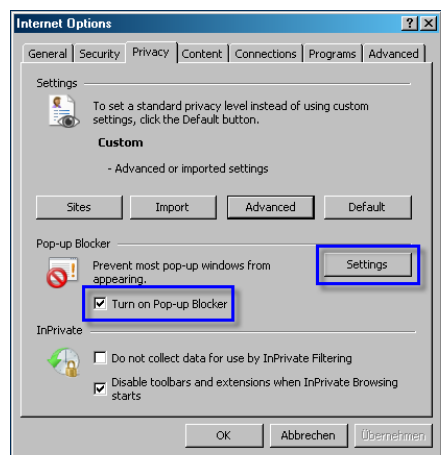 Internet Options
General Security Privacy Content Connections Programs Advanced
Settings
To set a standard privacy level instead of using custom
settings, click the Default button.
Custom
- Advanced or imported settings
Sites Import Advanced Default
Pop-up Blocker
Prevent most pop-up windows from
appearing.
Settings
Turn on Pop-up Blocker
InPrivate
Do not collect data for use by InPrivate Filtering
Disable toolbars and extensions when InPrivate Browsing
starts
OK Abbrechen Übernehmen